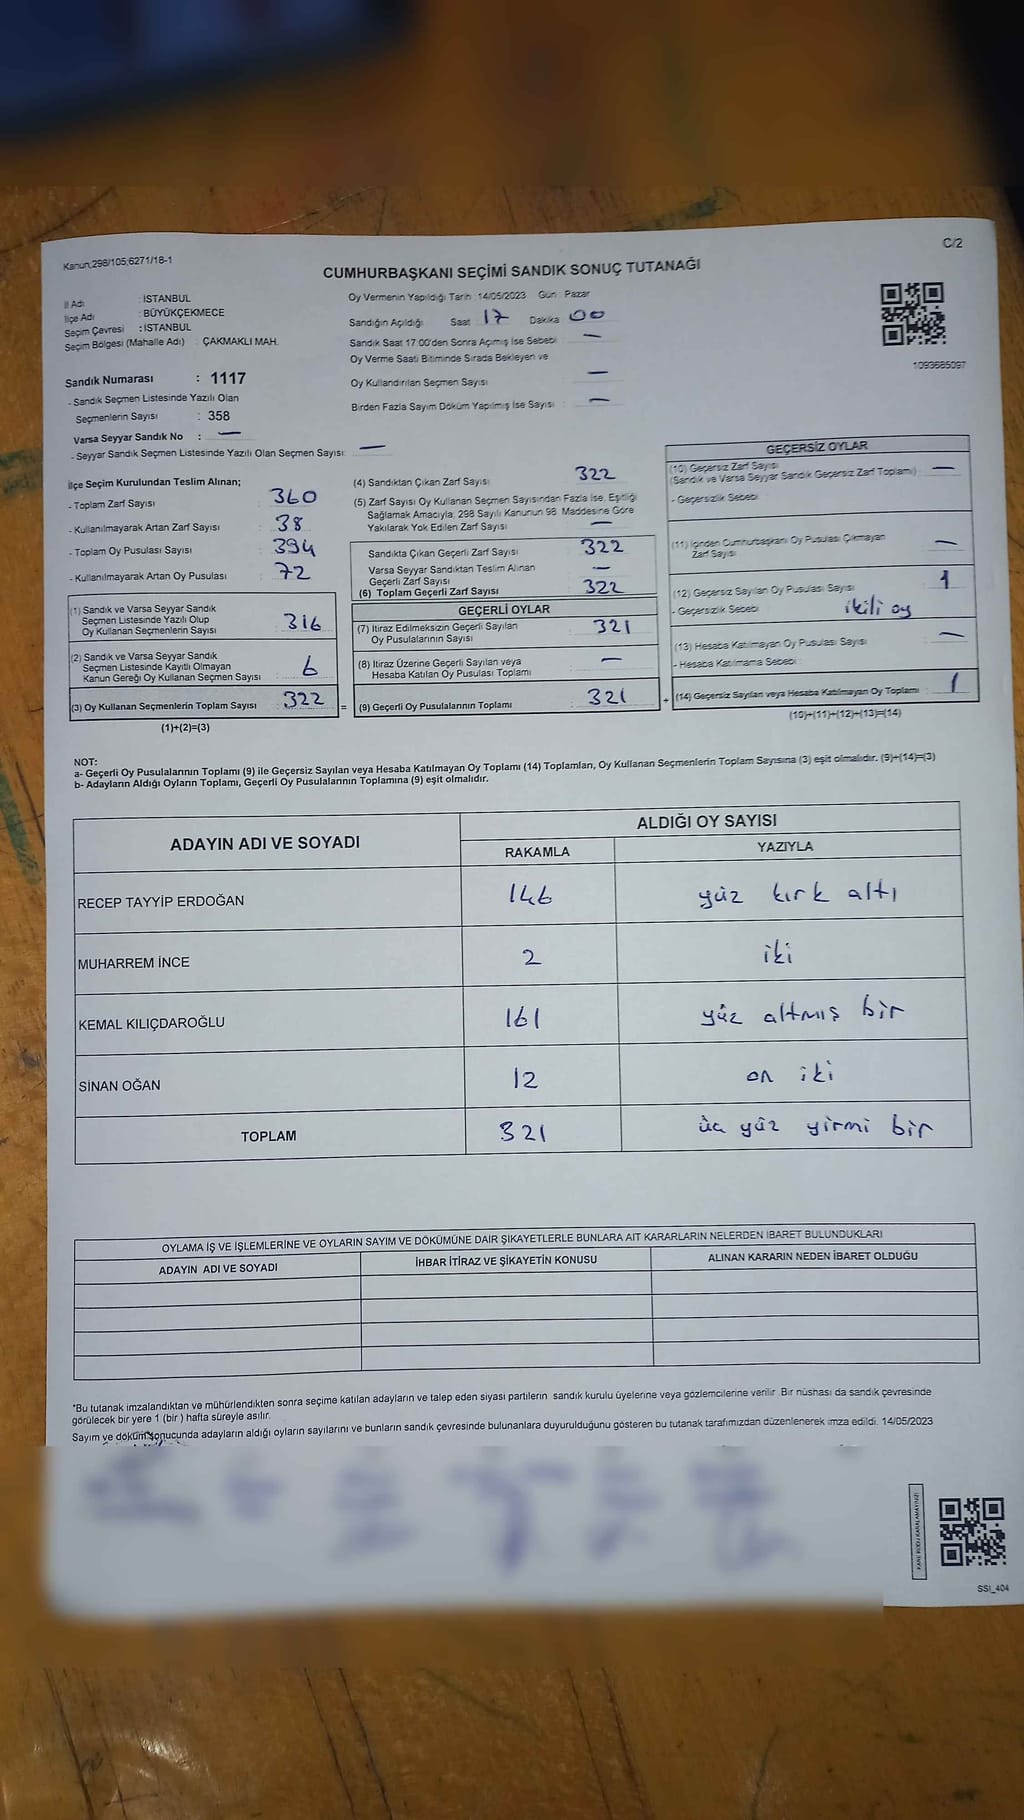 C/2
Kanun;298/105;6271/18-1
CUMHURBAŞKANI SEÇİMİ SANDIK SONUÇ TUTANAĞI
İl Adı : İSTANBUL
İlçe Adı : BÜYÜKÇEKMECE
Seçim Çevresi : İSTANBUL
Seçim Bölgesi (Mahalle Adı) : ÇAKMAKLI MAH.
Sandık Numarası : 1117
- Sandık Seçmen Listesinde Yazılı Olan
Seçmenlerin Sayısı : 358
Varsa Seyyar Sandık No : —
- Seyyar Sandık Seçmen Listesinde Yazılı Olan Seçmen Sayısı: —
Oy Vermenin Yapıldığı Tarih 14/05/2023 Gün : Pazar
Sandığın Açıldığı Saat 17 Dakika 00
Sandık Saat 17:00'den Sonra Açımış İse Sebebi —
Oy Verme Saati Bitiminde Sırada Bekleyen ve
Oy Kullandırılan Seçmen Sayısı —
Birden Fazla Sayım Döküm Yapılmış İse Sayısı : —
1093685097
İlçe Seçim Kurulundan Teslim Alınan;
- Toplam Zarf Sayısı : 360
- Kullanılmayarak Artan Zarf Sayısı : 38
- Toplam Oy Pusulası Sayısı : 394
- Kullanılmayarak Artan Oy Pusulası : 72
(1) Sandık ve Varsa Seyyar Sandık
Seçmen Listesinde Yazılı Olup
Oy Kullanan Seçmenlerin Sayısı : 316
(2) Sandık ve Varsa Seyyar Sandık
Seçmen Listesinde Kayıtlı Olmayan
Kanun Gereği Oy Kullanan Seçmen Sayısı : 6
(3) Oy Kullanan Seçmenlerin Toplam Sayısı : 322
(1)+(2)=(3)
=
(4) Sandıktan Çıkan Zarf Sayısı : 322
(5) Zarf Sayısı Oy Kullanan Seçmen Sayısından Fazla İse, Eşitliği
Sağlamak Amacıyla, 298 Sayılı Kanunun 98. Maddesine Göre
Yakılarak Yok Edilen Zarf Sayısı : —
Sandıkta Çıkan Geçerli Zarf Sayısı : 322
Varsa Seyyar Sandıktan Teslim Alınan
Geçerli Zarf Sayısı : —
(6) Toplam Geçerli Zarf Sayısı : 322
GEÇERLİ OYLAR
(7) İtiraz Edilmeksizin Geçerli Sayılan
Oy Pusulalarının Sayısı : 321
(8) İtiraz Üzerine Geçerli Sayılan veya
Hesaba Katılan Oy Pusulası Toplamı : —
(9) Geçerli Oy Pusulalarının Toplamı : 321
+
GEÇERSİZ OYLAR
(10) Geçersiz Zarf Sayısı
(Sandık ve Varsa Seyyar Sandık Geçersiz Zarf Toplamı) : —
- Geçersizlik Sebebi
(11) İçinden Cumhurbaşkanı Oy Pusulası Çıkmayan
Zarf Sayısı : —
(12) Geçersiz Sayılan Oy Pusulası Sayısı : 1
- Geçersizlik Sebebi : ikili oy
(13) Hesaba Katılmayan Oy Pusulası Sayısı : —
- Hesaba Katılmama Sebebi :
(14) Geçersiz Sayılan veya Hesaba Katılmayan Oy Toplamı : 1
(10)+(11)+(12)+(13)=(14)
NOT:
a- Geçerli Oy Pusulalarının Toplamı (9) ile Geçersiz Sayılan veya Hesaba Katılmayan Oy Toplamı (14) Toplamları, Oy Kullanan Seçmenlerin Toplam Sayısına (3) eşit olmalıdır. (9)+(14)=(3)
b- Adayların Aldığı Oyların Toplamı, Geçerli Oy Pusulalarının Toplamına (9) eşit olmalıdır.
ADAYIN ADI VE SOYADI ALDIĞI OY SAYISI
RAKAMLA YAZIYLA
RECEP TAYYİP ERDOĞAN 146 yüz kırk altı
MUHARREM İNCE 2 iki
KEMAL KILIÇDAROĞLU 161 yüz altmış bir
SİNAN OĞAN 12 on iki
TOPLAM 321 üç yüz yirmi bir
OYLAMA İŞ VE İŞLEMLERİNE VE OYLARIN SAYIM VE DÖKÜMÜNE DAİR ŞİKAYETLERLE BUNLARA AİT KARARLARIN NELERDEN İBARET BULUNDUKLARI
ADAYIN ADI VE SOYADI İHBAR İTİRAZ VE ŞİKAYETİN KONUSU ALINAN KARARIN NEDEN İBARET OLDUĞU
*Bu tutanak imzalandıktan ve mühürlendikten sonra seçime katılan adayların ve talep eden siyasi partilerin sandık kurulu üyelerine veya gözlemcilerine verilir. Bir nüshası da sandık çevresinde
görülecek bir yere 1 (bir ) hafta süreyle asılır.
Sayım ve döküm sonucunda adayların aldığı oyların sayılarını ve bunların sandık çevresinde bulunanlara duyurulduğunu gösteren bu tutanak tarafımızdan düzenlenerek imza edildi. 14/05/2023
SSI_404